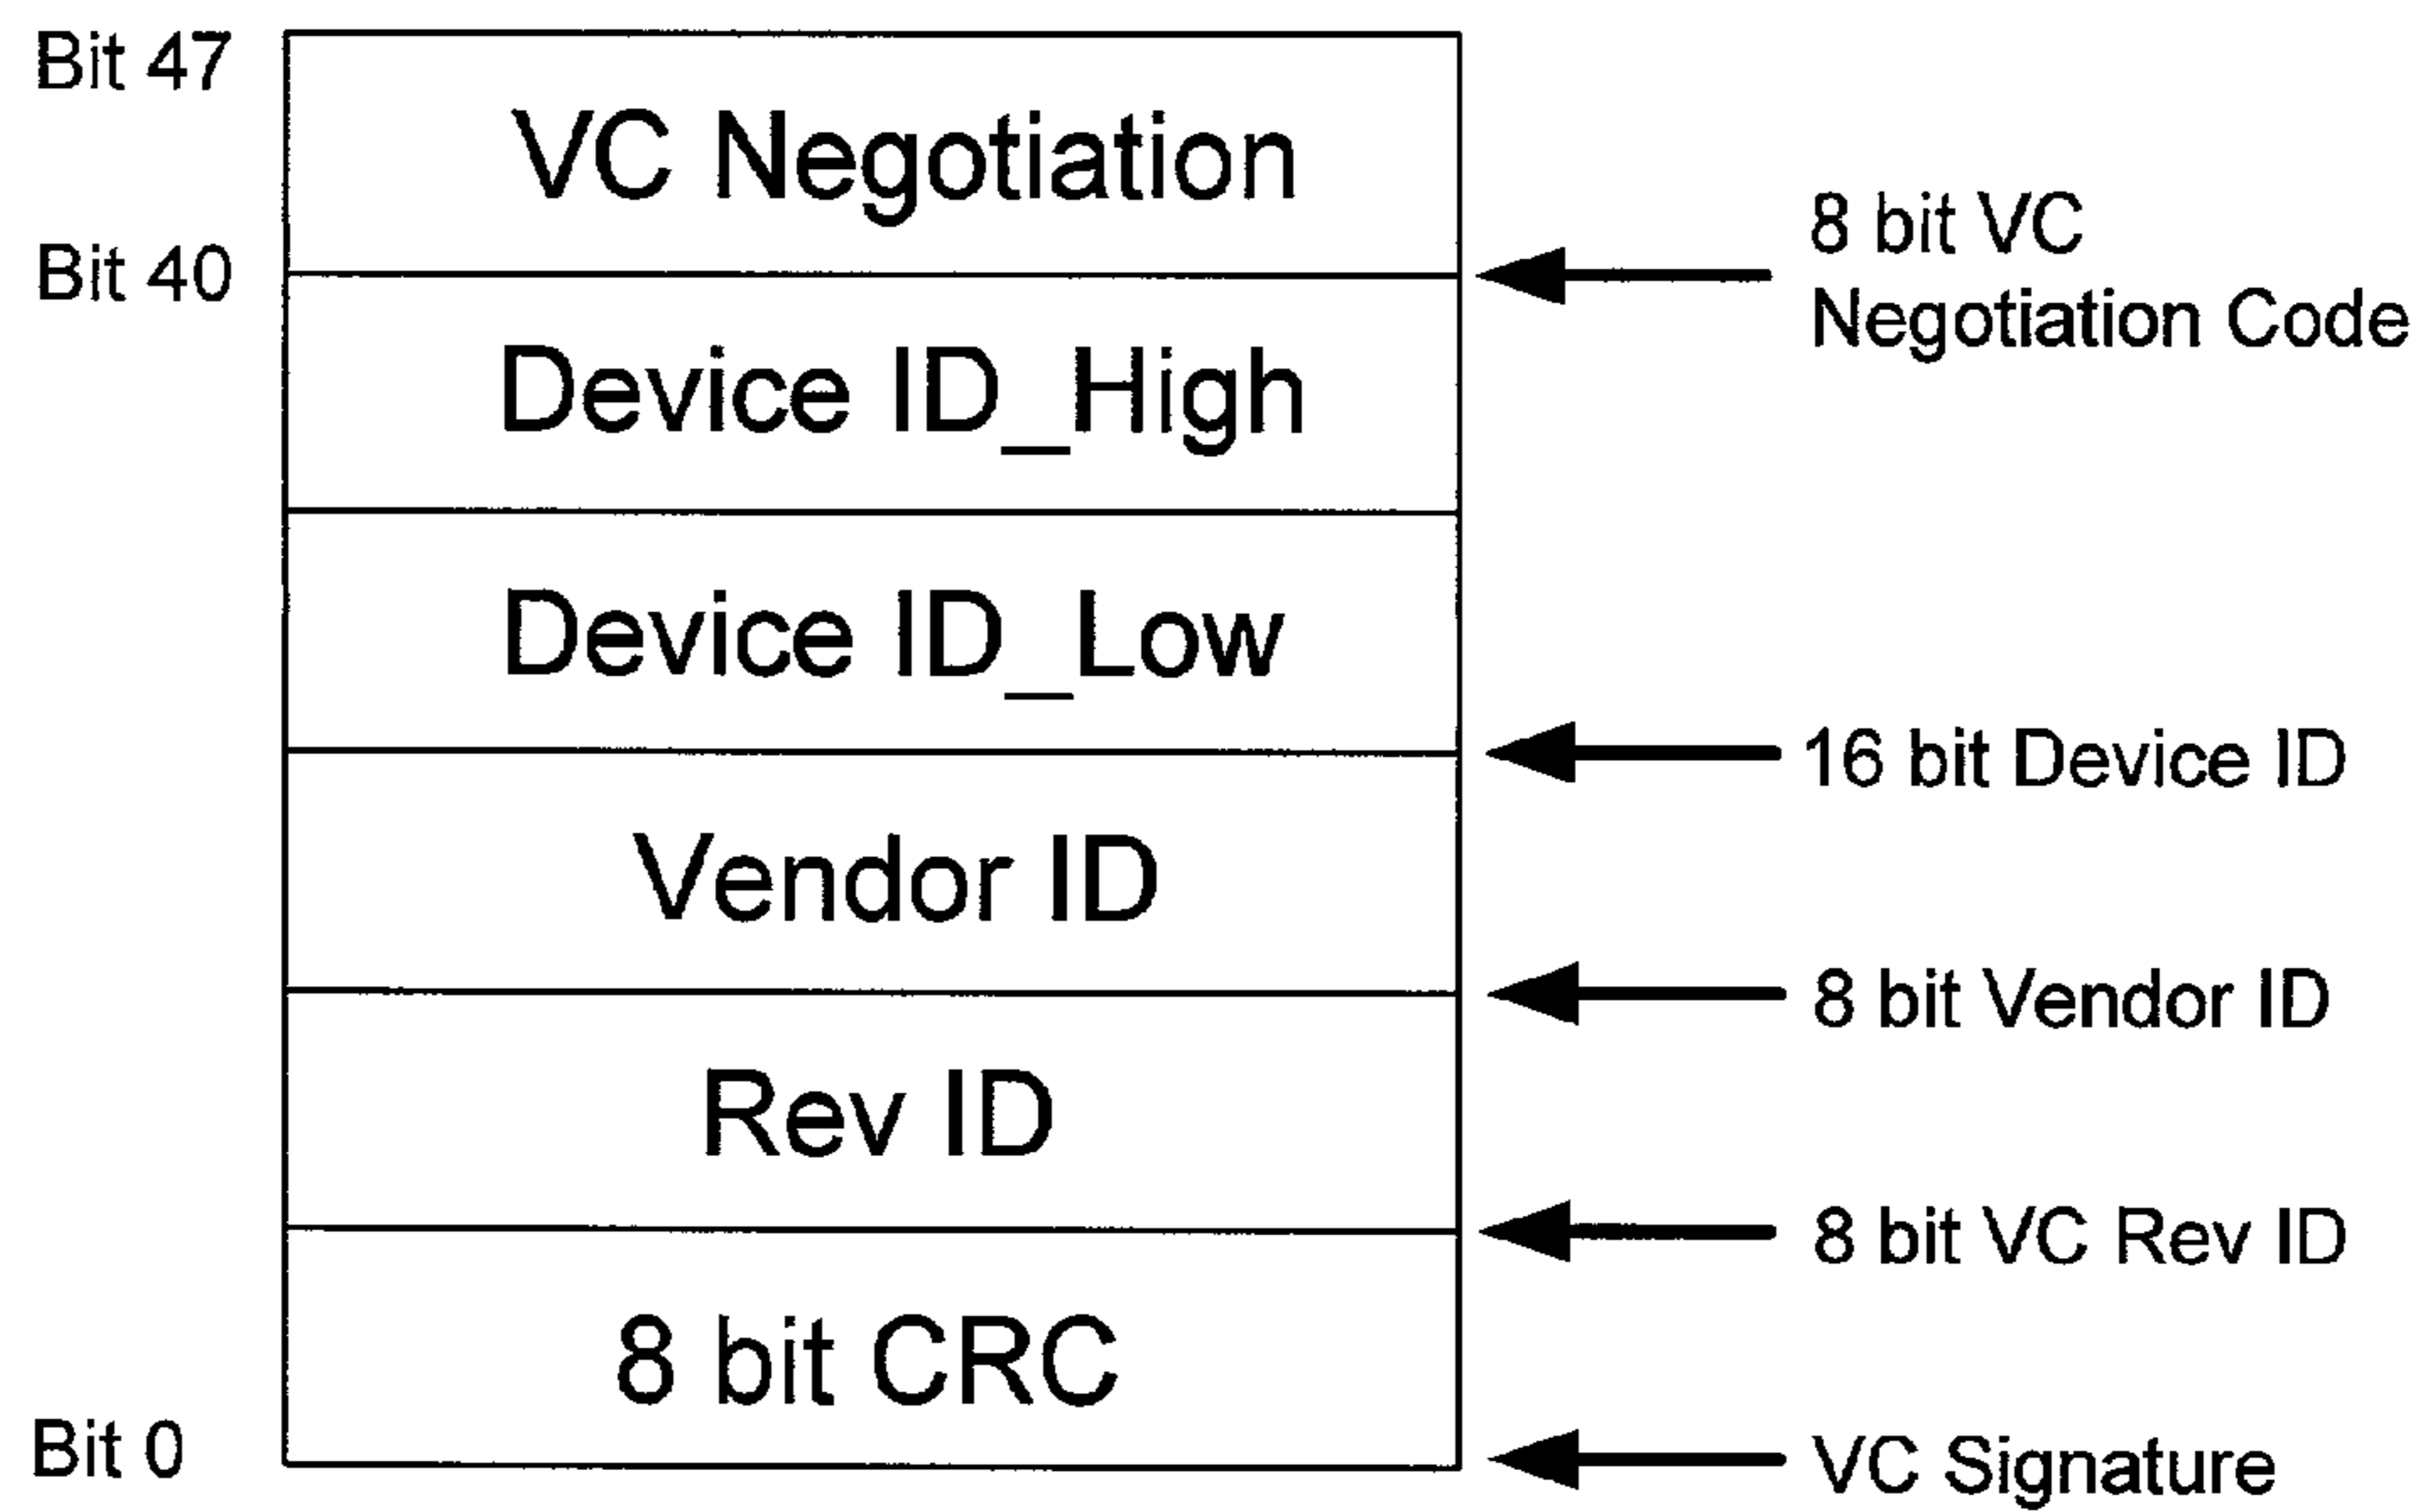 Bit 47
VC Negotiation
8 bit VC
Bit 40
Negotiation Code
Device ID_High
Device ID_Low
16 bit Device ID
Vendor ID
8 bit Vendor ID
Rev ID
8 bit VC Rev ID
8 bit CRC
Bit 0
VC Signature